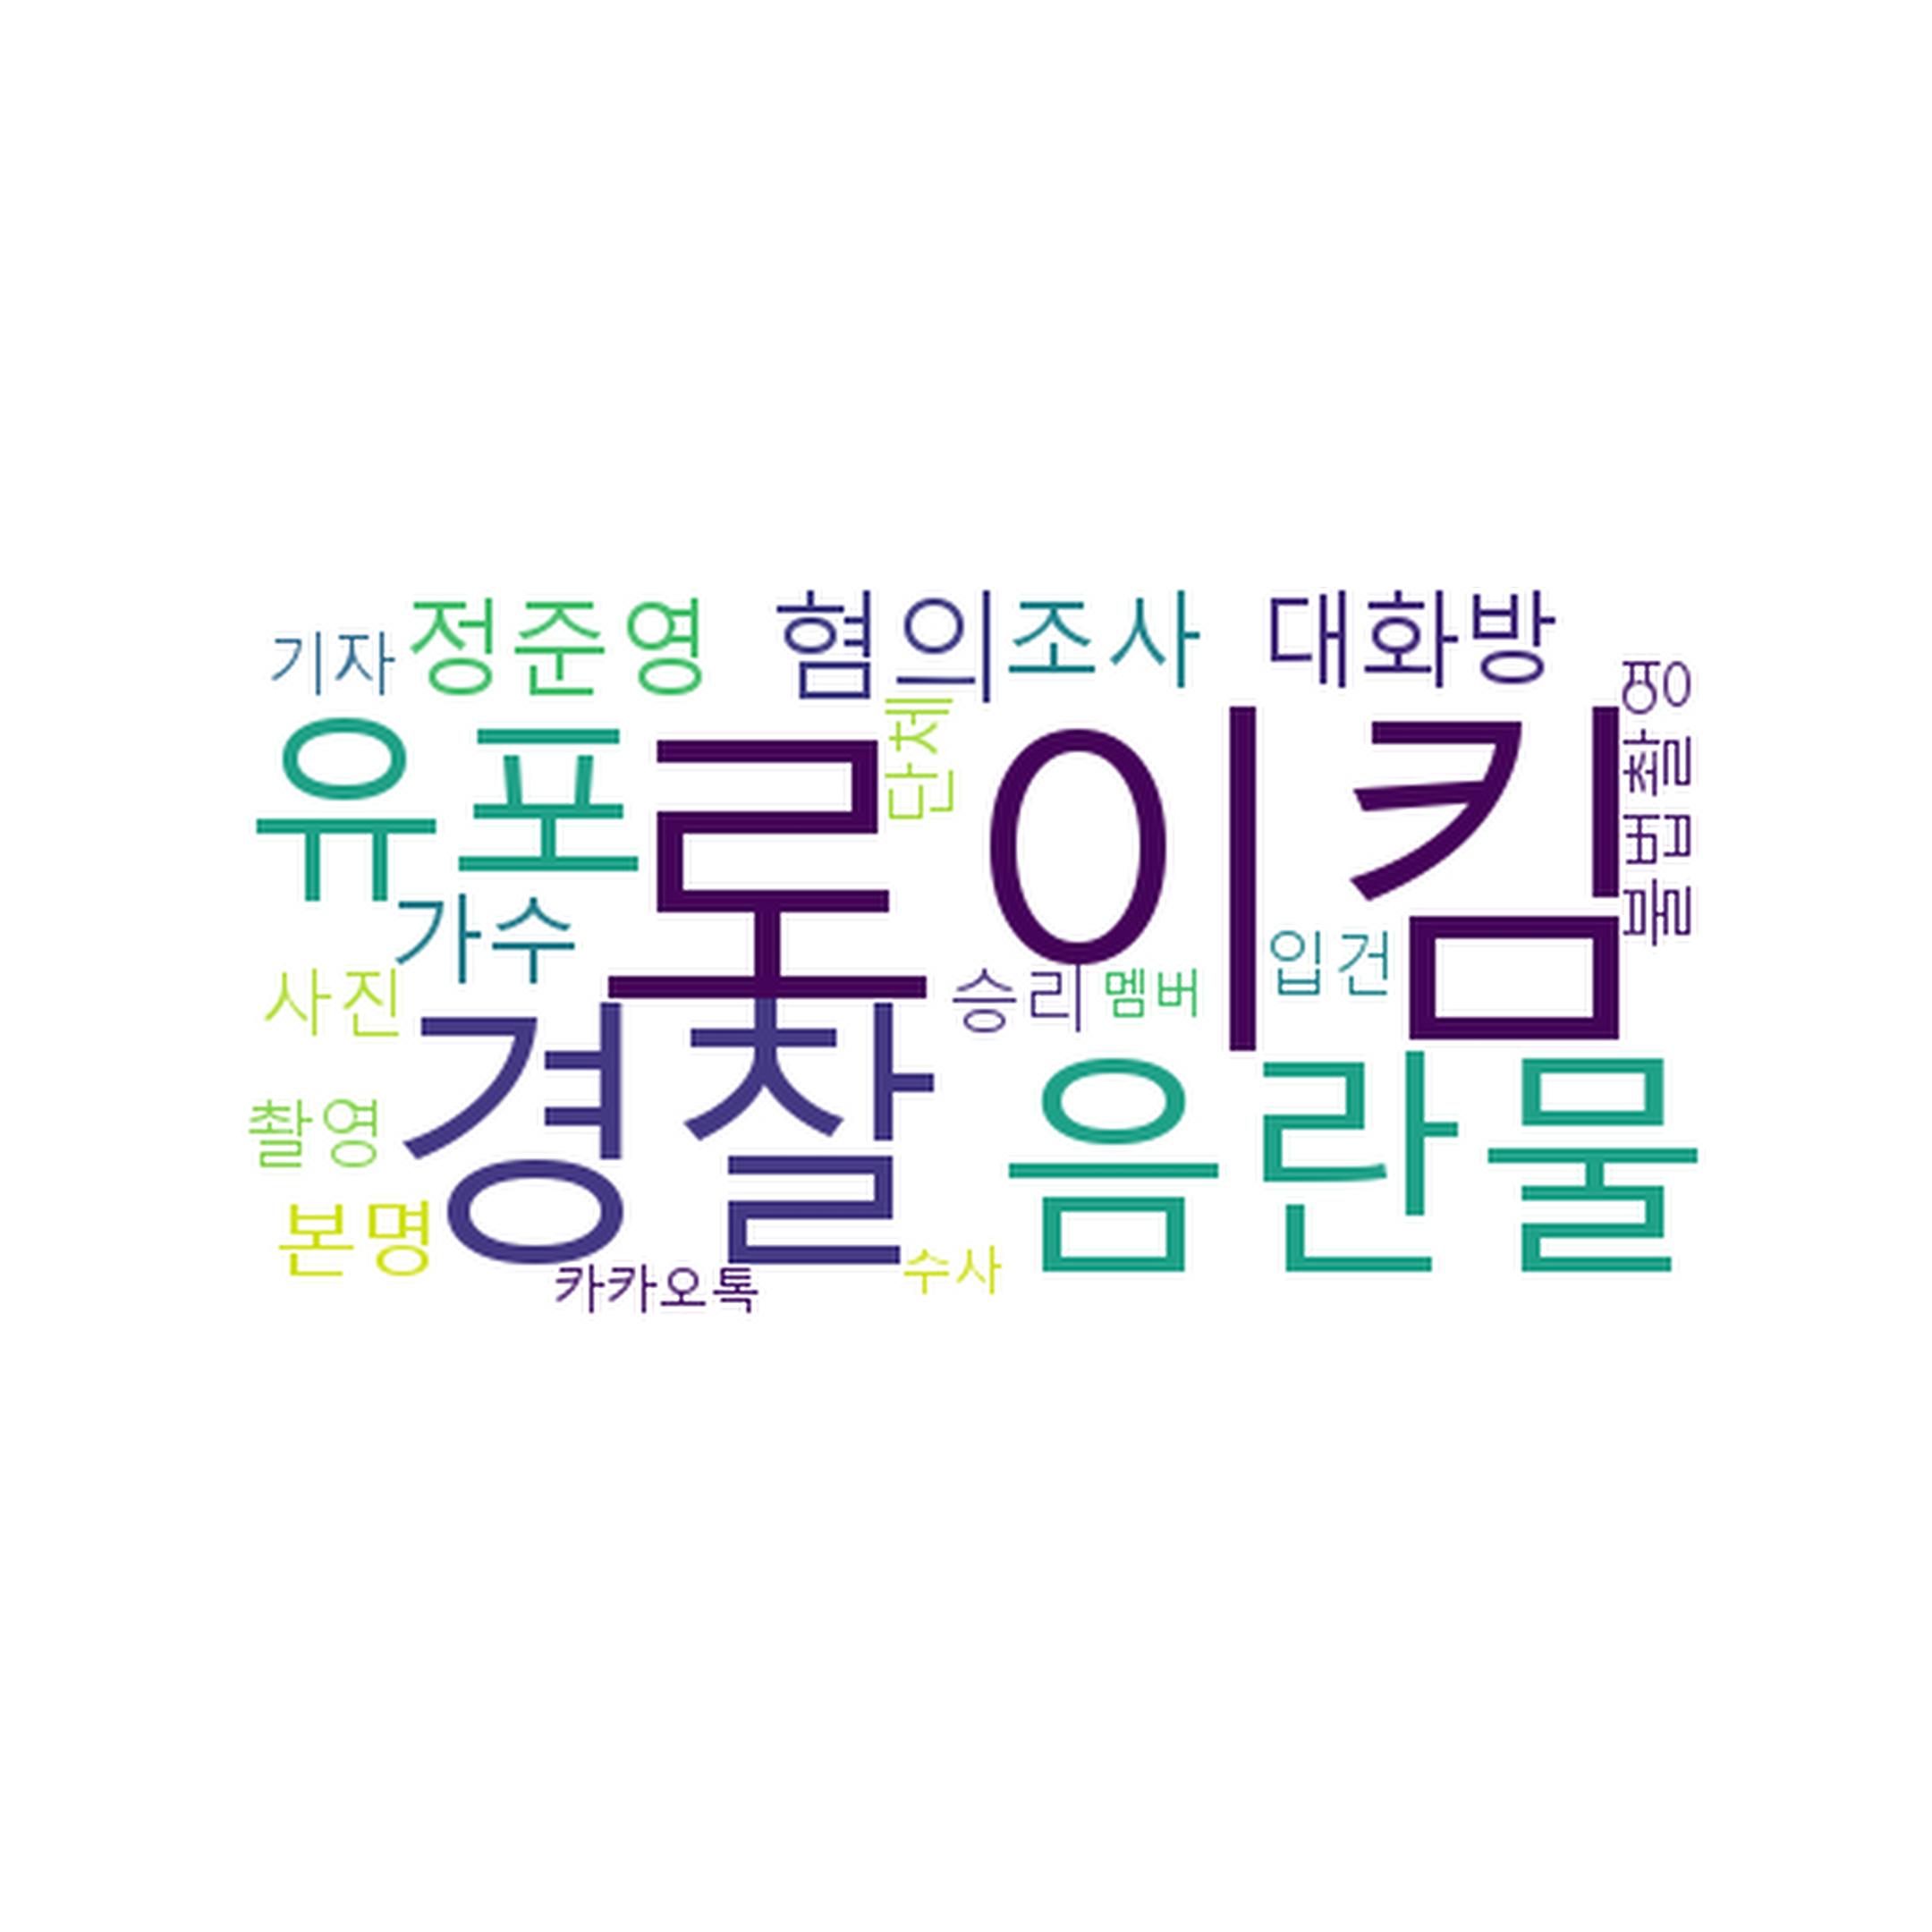 기자 정준영 혐의 조사 대화방
유포 로이킴
단체
불법촬영
가수
사진 승리 멤버 입건
경찰 음란물
촬영
본명
카카오톡 수사